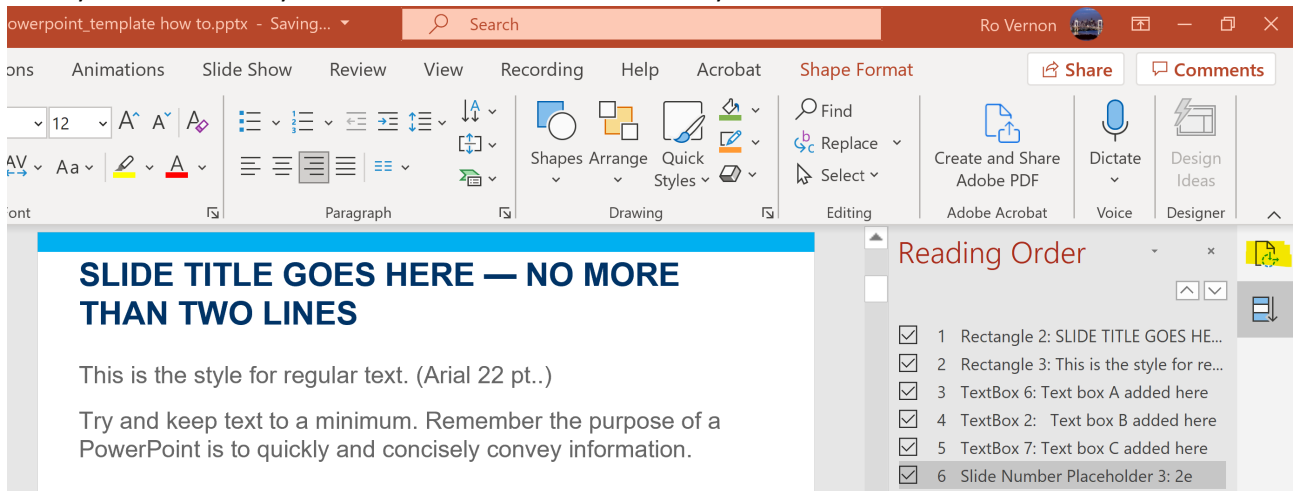 owerpoint_template how to.pptx - Saving...
Search
Ro Vernon
ons Animations Slide Show Review View Recording Help Acrobat Shape Format Share Comments
12 A^ Aˇ A
AV Aa A
A
Shapes Arrange Quick
Styles
Find
Replace
Select
Create and Share
Adobe PDF
Dictate
Design
Ideas
ont Paragraph Drawing Editing Adobe Acrobat Voice Designer
SLIDE TITLE GOES HERE — NO MORE
THAN TWO LINES
This is the style for regular text. (Arial 22 pt..)
Try and keep text to a minimum. Remember the purpose of a
PowerPoint is to quickly and concisely convey information.
Reading Order
1 Rectangle 2: SLIDE TITLE GOES HE...
2 Rectangle 3: This is the style for re...
3 TextBox 6: Text box A added here
4 TextBox 2: Text box B added here
5 TextBox 7: Text box C added here
6 Slide Number Placeholder 3: 2e